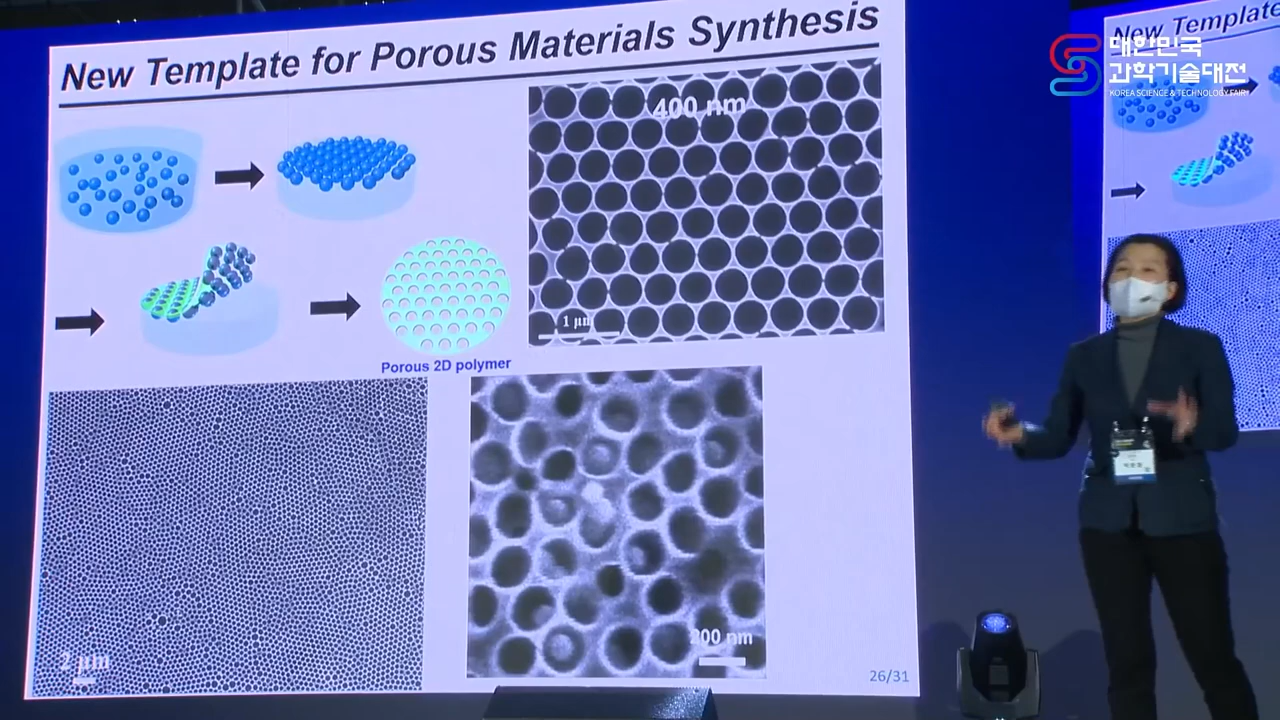 New Template for Porous Materials Synthesis
400 nm
1 μm
Porous 2D polymer
2 μm
200 nm
26/31
New Template
대한민국
과학기술대전
KOREA SCIENCE & TECHNOLOGY FAIR